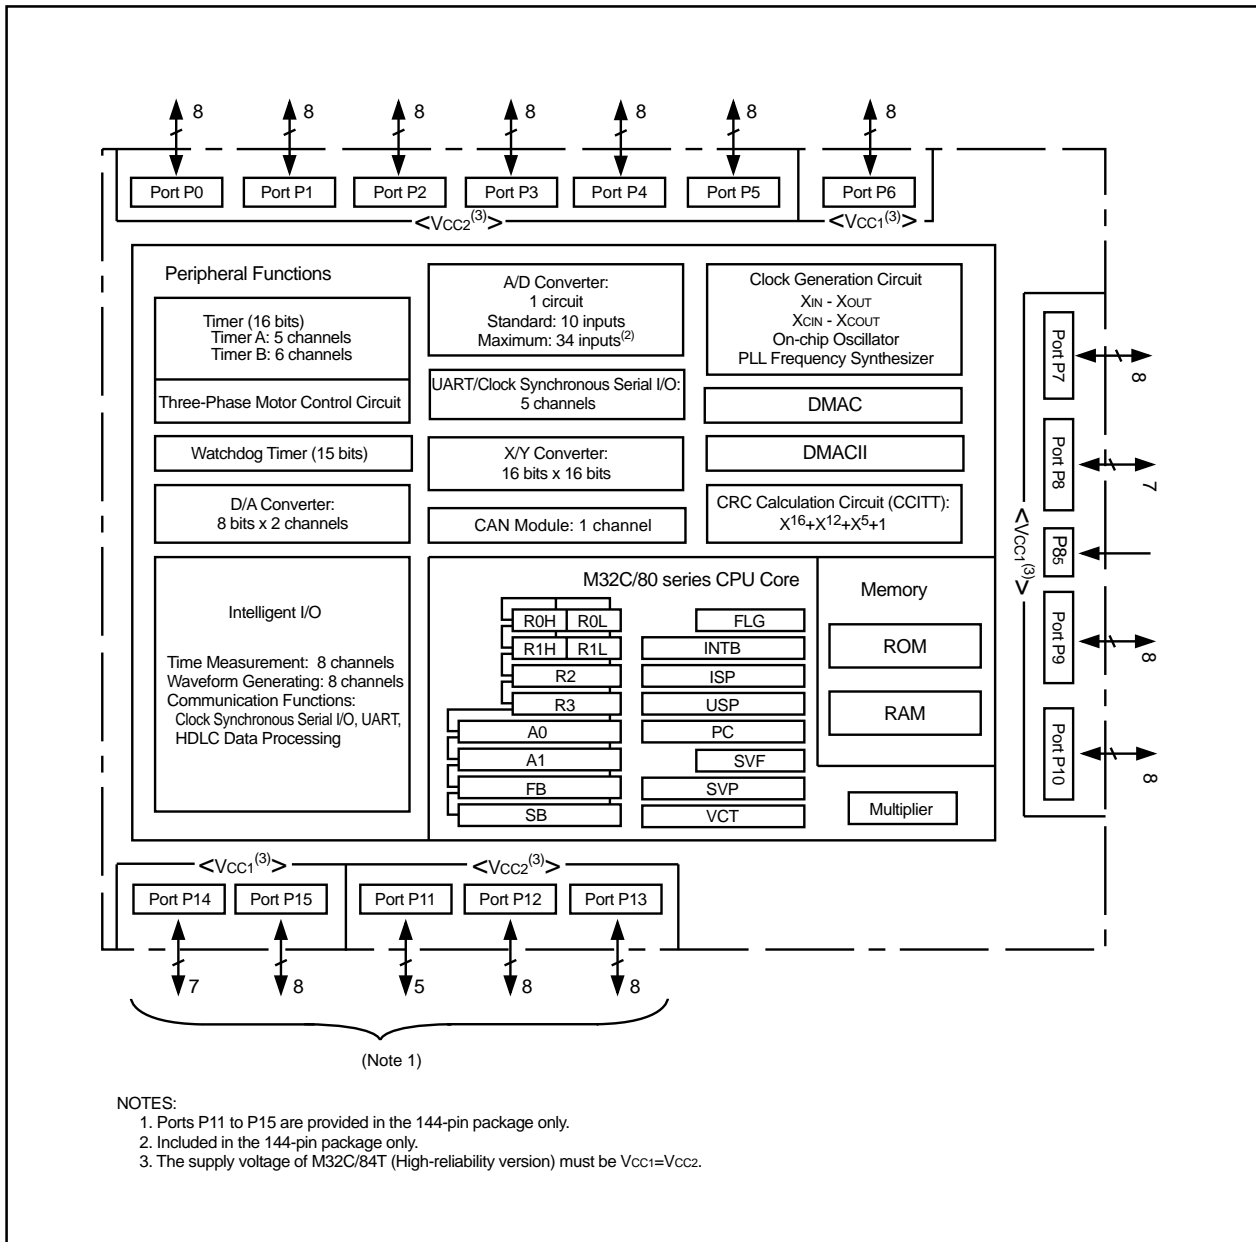 8 8 8 8 8 8 8
Port P0 Port P1 Port P2 Port P3 Port P4 Port P5 Port P6
<VCC2(3)> <VCC1(3)>
Peripheral Functions
Timer (16 bits)
Timer A: 5 channels
Timer B: 6 channels
Three-Phase Motor Control Circuit
Watchdog Timer (15 bits)
D/A Converter:
8 bits x 2 channels
A/D Converter:
1 circuit
Standard: 10 inputs
Maximum: 34 inputs(2)
UART/Clock Synchronous Serial I/O:
5 channels
X/Y Converter:
16 bits x 16 bits
CAN Module: 1 channel
Clock Generation Circuit
XIN - XOUT
XCIN - XCOUT
On-chip Oscillator
PLL Frequency Synthesizer
DMAC
DMACII
CRC Calculation Circuit (CCITT):
X16+X12+X5+1
Intelligent I/O
Time Measurement: 8 channels
Waveform Generating: 8 channels
Communication Functions:
Clock Synchronous Serial I/O, UART,
HDLC Data Processing
M32C/80 series CPU Core
R0H R0L
R1H R1L
R2
R3
A0
A1
FB
SB
FLG
INTB
ISP
USP
PC
SVF
SVP
VCT
Memory
ROM
RAM
Multiplier
<VCC1(3)>
Port P7 8
Port P8 7
P85
Port P9 8
Port P10 8
<VCC1(3)> <VCC2(3)>
Port P14 Port P15 Port P11 Port P12 Port P13
7 8 5 8 8
(Note 1)
NOTES:
1. Ports P11 to P15 are provided in the 144-pin package only.
2. Included in the 144-pin package only.
3. The supply voltage of M32C/84T (High-reliability version) must be VCC1=VCC2.